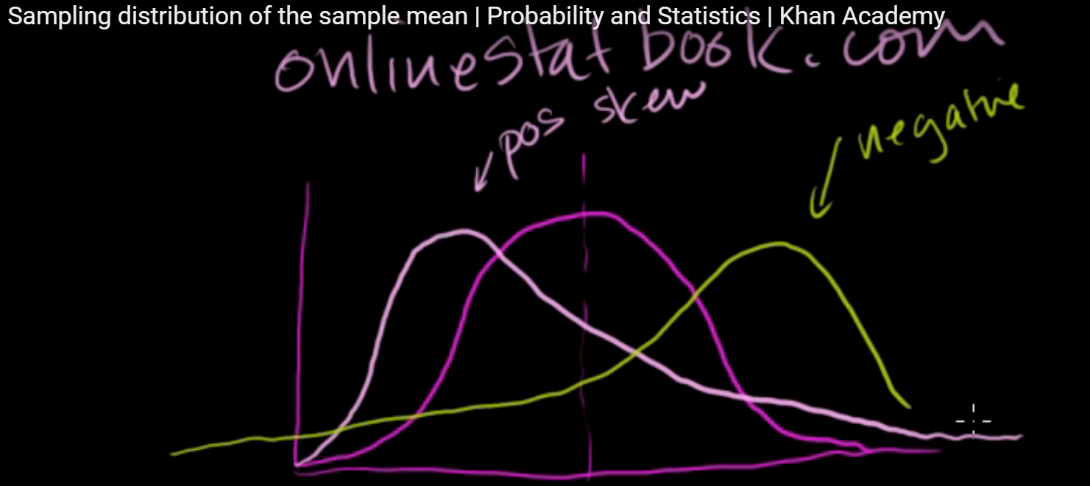 Sampling distribution of the sample mean | Probability and Statistics | Khan Academy
onlinestatbook.com
pos skew
negative